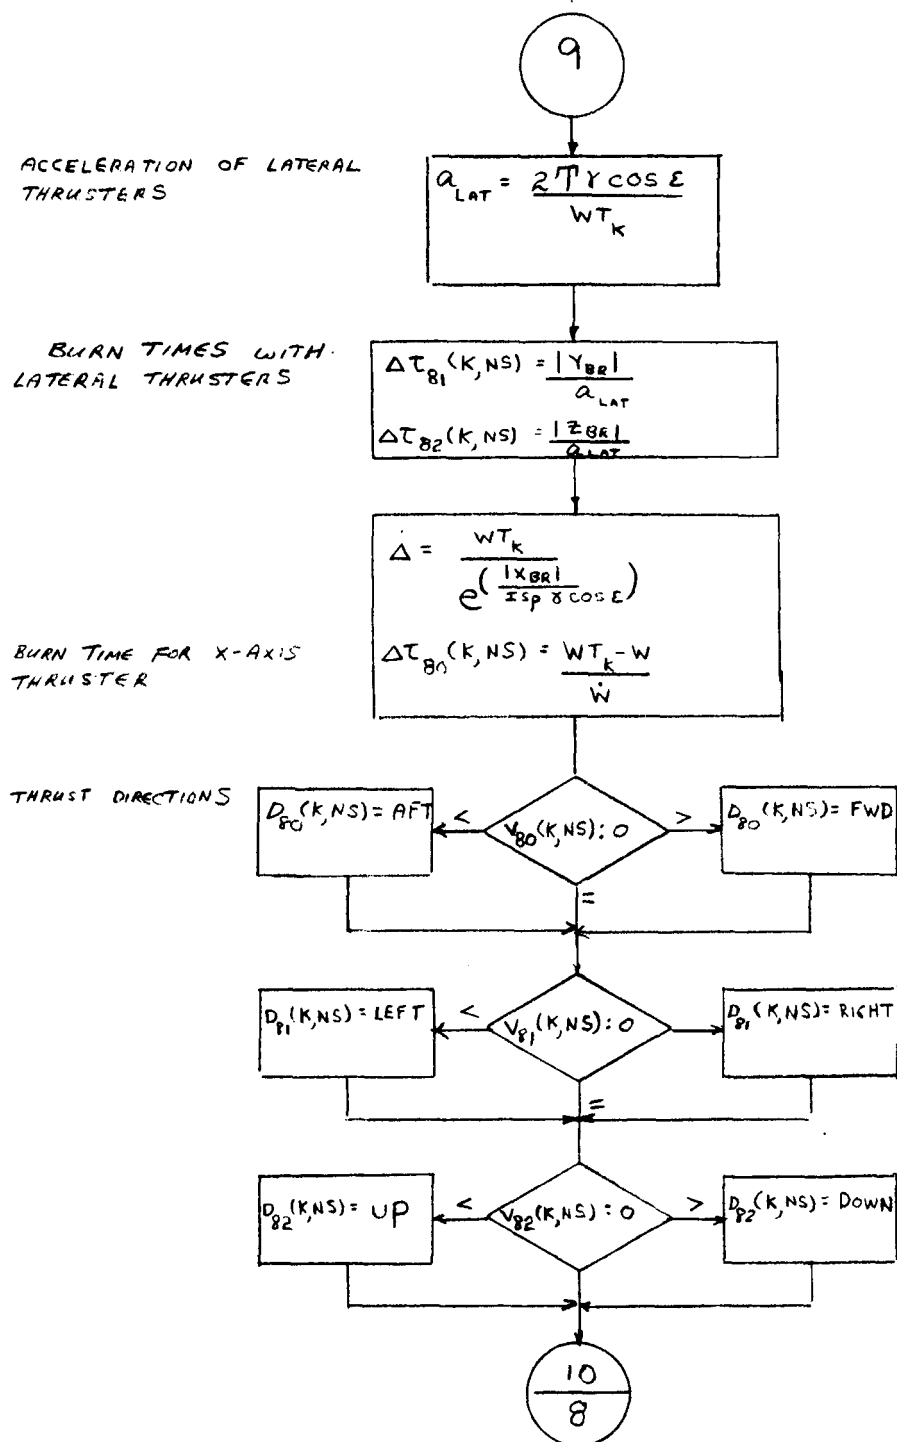 9
ACCELERATION OF LATERAL
THRUSTERS
a_LAT = 2 T γ COS ε / WT_K
BURN TIMES WITH
LATERAL THRUSTERS
Δτ_81(K,NS) = |Y_BR| / a_LAT
Δτ_82(K,NS) = |Z_BR| / a_LAT
Δ̇ = WT_K / e^(|X_BR| / (Isp γ COS ε))
BURN TIME FOR X-AXIS
THRUSTER
Δτ_80(K,NS) = WT_K - W / Ẇ
THRUST DIRECTIONS
D_80(K,NS) = AFT
<
V_80(K,NS) : 0
>
D_80(K,NS) = FWD
=
D_81(K,NS) = LEFT
<
V_81(K,NS) : 0
D_81(K,NS) = RIGHT
=
D_82(K,NS) = UP
<
V_82(K,NS) : 0
>
D_82(K,NS) = DOWN
10
8